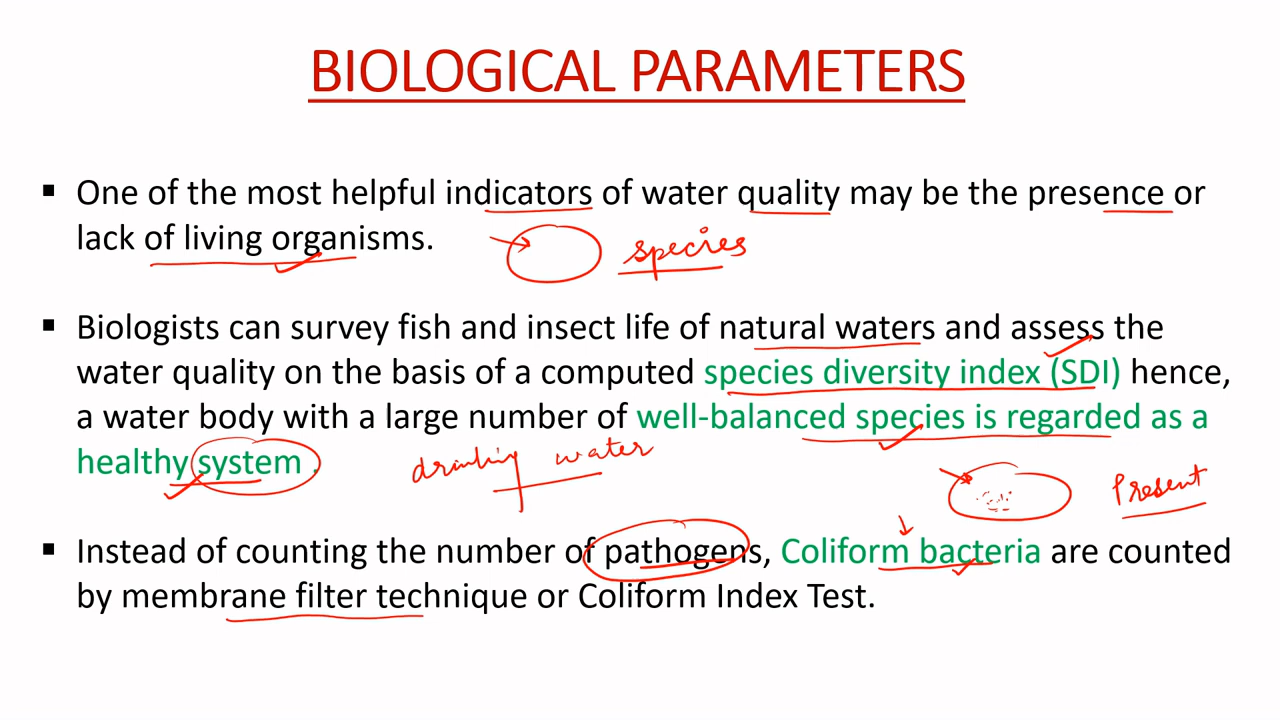 BIOLOGICAL PARAMETERS
▪ One of the most helpful indicators of water quality may be the presence or
lack of living organisms.
species
▪ Biologists can survey fish and insect life of natural waters and assess the
water quality on the basis of a computed species diversity index (SDI) hence,
a water body with a large number of well-balanced species is regarded as a
healthy system .
drinking water
Present
▪ Instead of counting the number of pathogens, Coliform bacteria are counted
by membrane filter technique or Coliform Index Test.